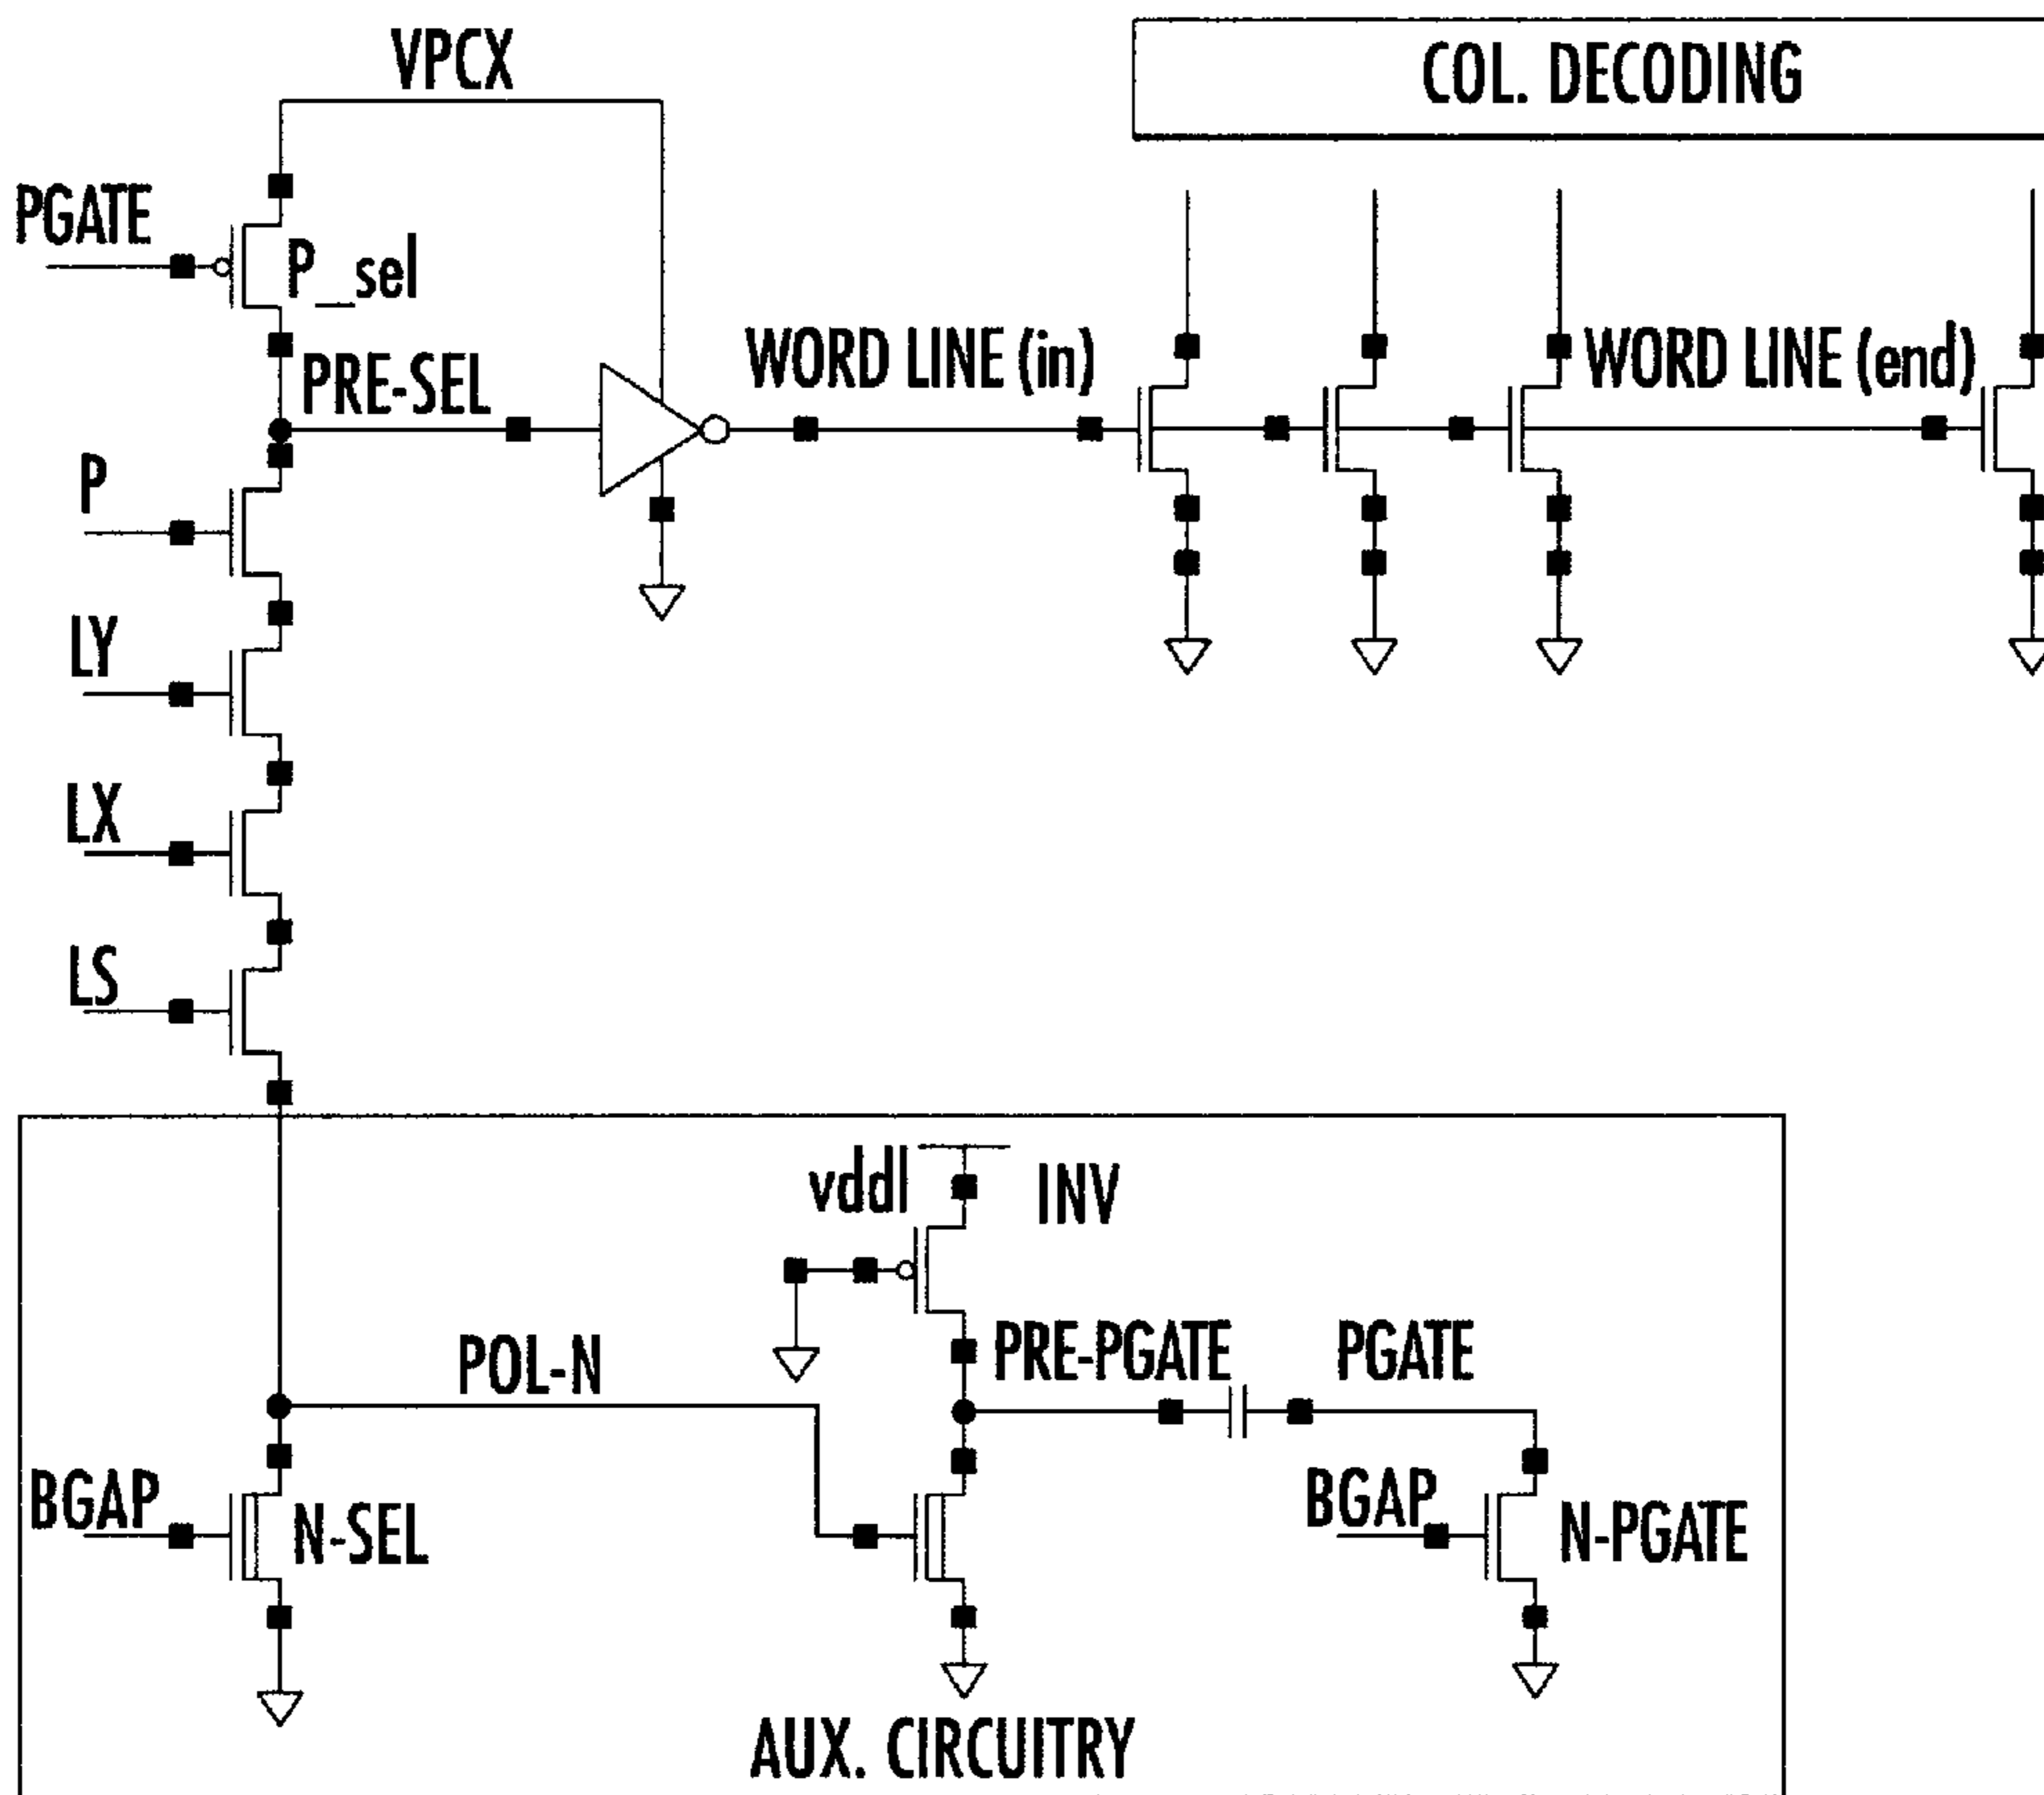 VPCX
COL. DECODING
PGATE
P_sel
PRE-SEL
WORD LINE (in)
WORD LINE (end)
P
LY
LX
LS
vddl
INV
POL-N
PRE-PGATE
PGATE
BGAP
N-SEL
BGAP
N-PGATE
AUX. CIRCUITRY